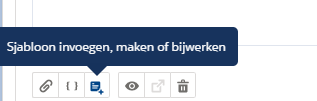 Sjabloon invoegen, maken of bijwerken
{ }